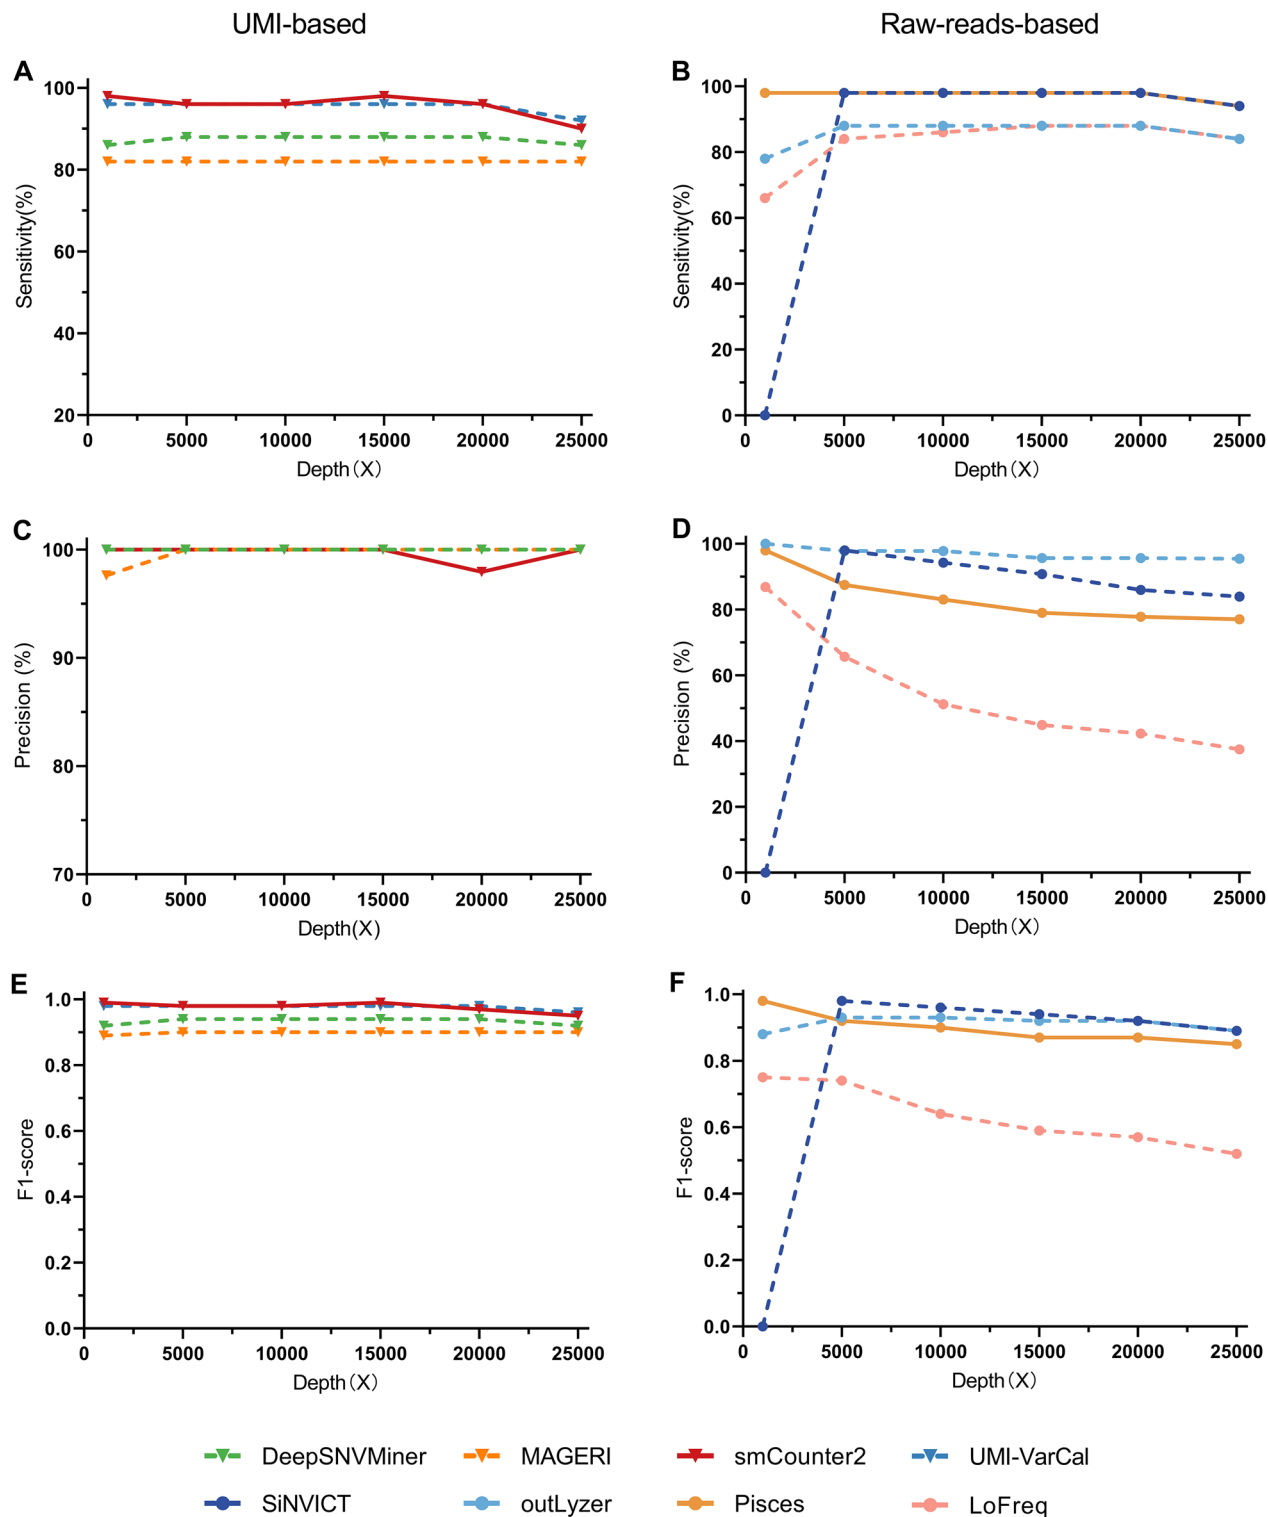 UMI-based
Raw-reads-based
A
100
80
60
40
20
Sensitivity(%)
0 5000 10000 15000 20000 25000
Depth(X)
B
100
80
60
40
20
0
Sensitivity(%)
0 5000 10000 15000 20000 25000
Depth(X)
C
100
90
80
70
Precision (%)
0 5000 10000 15000 20000 25000
Depth(X)
D
100
80
60
40
20
0
Precision (%)
0 5000 10000 15000 20000 25000
Depth(X)
E
1.0
0.8
0.6
0.4
0.2
0.0
F1-score
0 5000 10000 15000 20000 25000
Depth(X)
F
1.0
0.8
0.6
0.4
0.2
0.0
F1-score
0 5000 10000 15000 20000 25000
Depth(X)
DeepSNVMiner MAGERI smCounter2 UMI-VarCal
SiNVICT outLyzer Pisces LoFreq